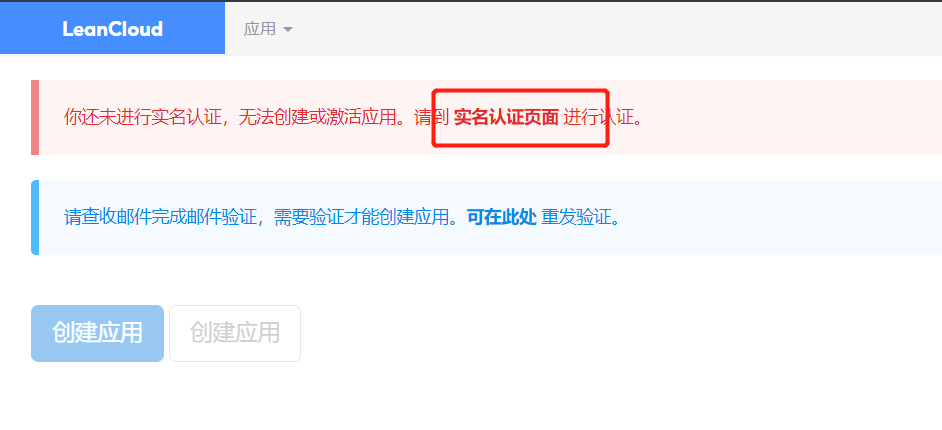 LeanCloud 应用
你还未进行实名认证，无法创建或激活应用。请到 实名认证页面 进行认证。
请查收邮件完成邮件验证，需要验证才能创建应用。可在此处 重发验证。
创建应用 创建应用